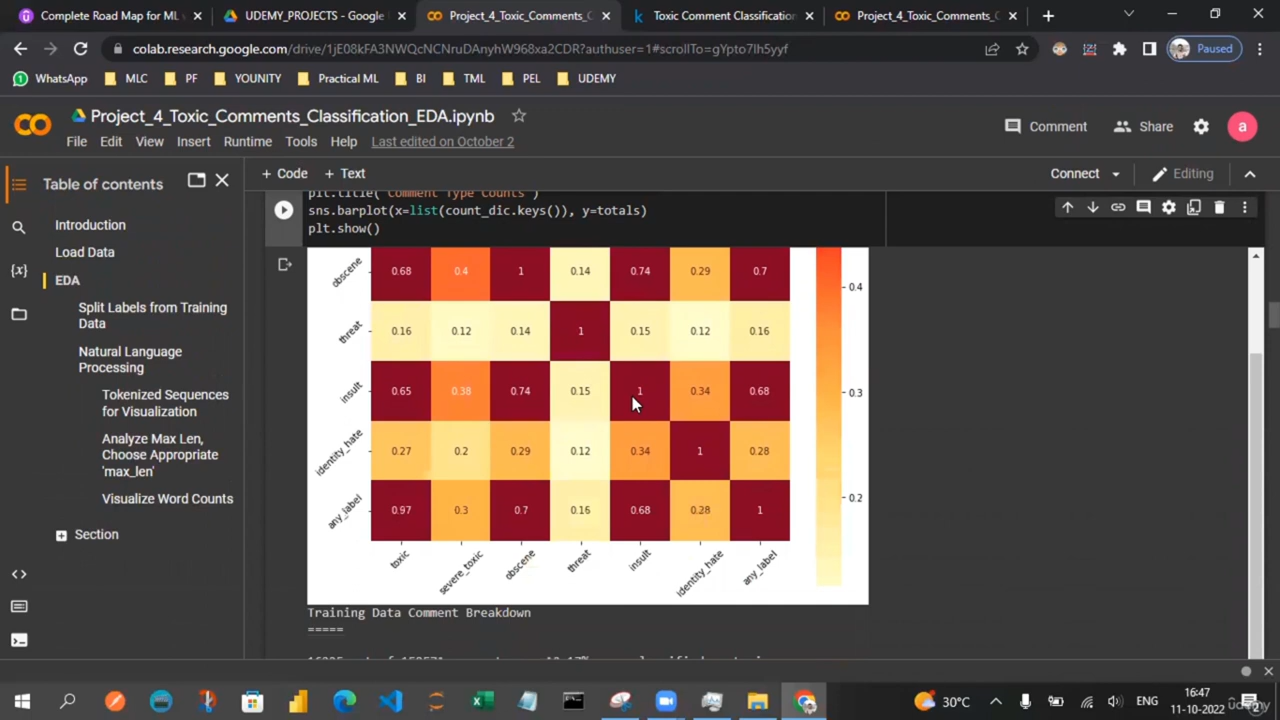 Complete Road Map for ML w
UDEMY_PROJECTS - Google
Project_4_Toxic_Comments_C
Toxic Comment Classification
Project_4_Toxic_Comments_C
colab.research.google.com/drive/1jE08kFA3NWQcNCNruDAnyhW968xa2CDR?authuser=1#scrollTo=gYpto7Ih5yyf
Paused
WhatsApp MLC PF YOUNITY Practical ML BI TML PEL UDEMY
Project_4_Toxic_Comments_Classification_EDA.ipynb
File Edit View Insert Runtime Tools Help Last edited on October 2
Comment Share a
Table of contents
+ Code + Text
Connect Editing
Introduction
Load Data
EDA
Split Labels from Training
Data
Natural Language
Processing
Tokenized Sequences
for Visualization
Analyze Max Len,
Choose Appropriate
'max_len'
Visualize Word Counts
Section
plt.title("Comment Type Counts")
sns.barplot(x=list(count_dic.keys()), y=totals)
plt.show()
obscene 0.68 0.4 1 0.14 0.74 0.29 0.7
threat 0.16 0.12 0.14 1 0.15 0.12 0.16
insult 0.65 0.38 0.74 0.15 1 0.34 0.68
identity_hate 0.27 0.2 0.29 0.12 0.34 1 0.28
any_label 0.97 0.3 0.7 0.16 0.68 0.28 1
toxic severe_toxic obscene threat insult identity_hate any_label
0.4
0.3
0.2
Training Data Comment Breakdown
=====
30°C
ENG
16:47
11-10-2022
udemy